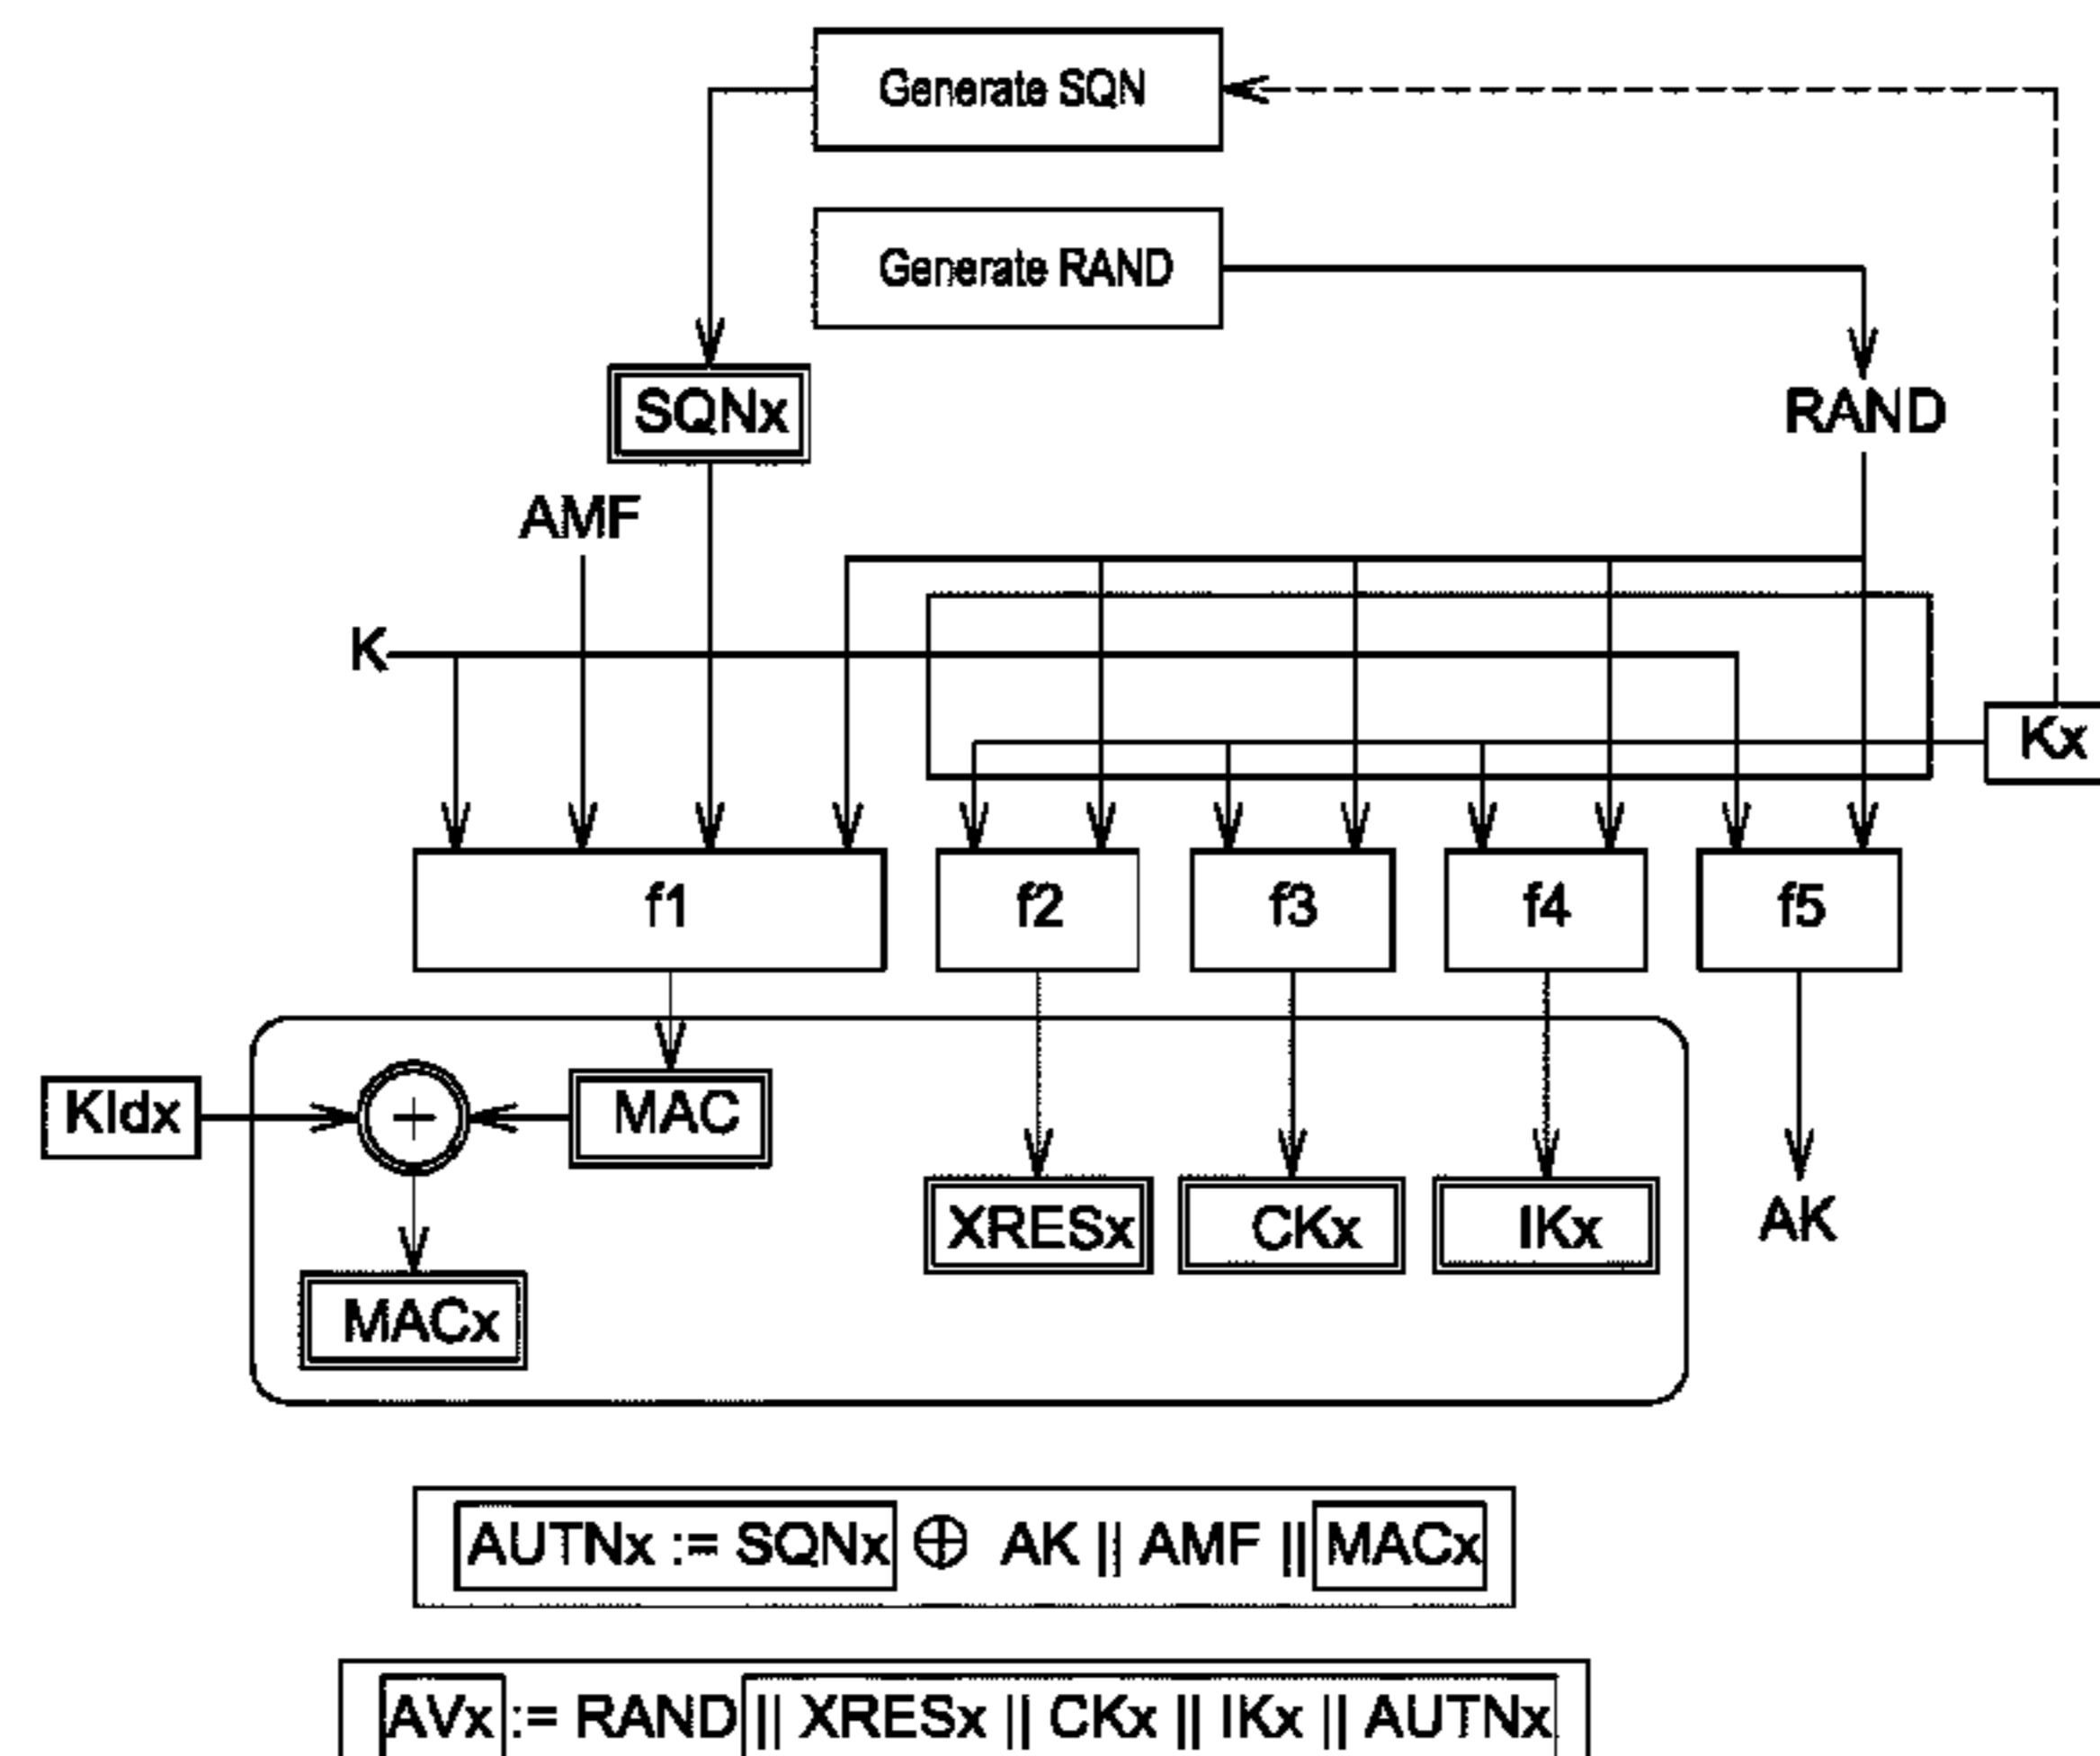 Generate SQN
Generate RAND
SQNx
RAND
AMF
K
Kx
f1 f2 f3 f4 f5
KIdx + MAC
XRESx CKx IKx AK
MACx
AUTNx := SQNx ⊕ AK || AMF || MACx
AVx := RAND || XRESx || CKx || IKx || AUTNx